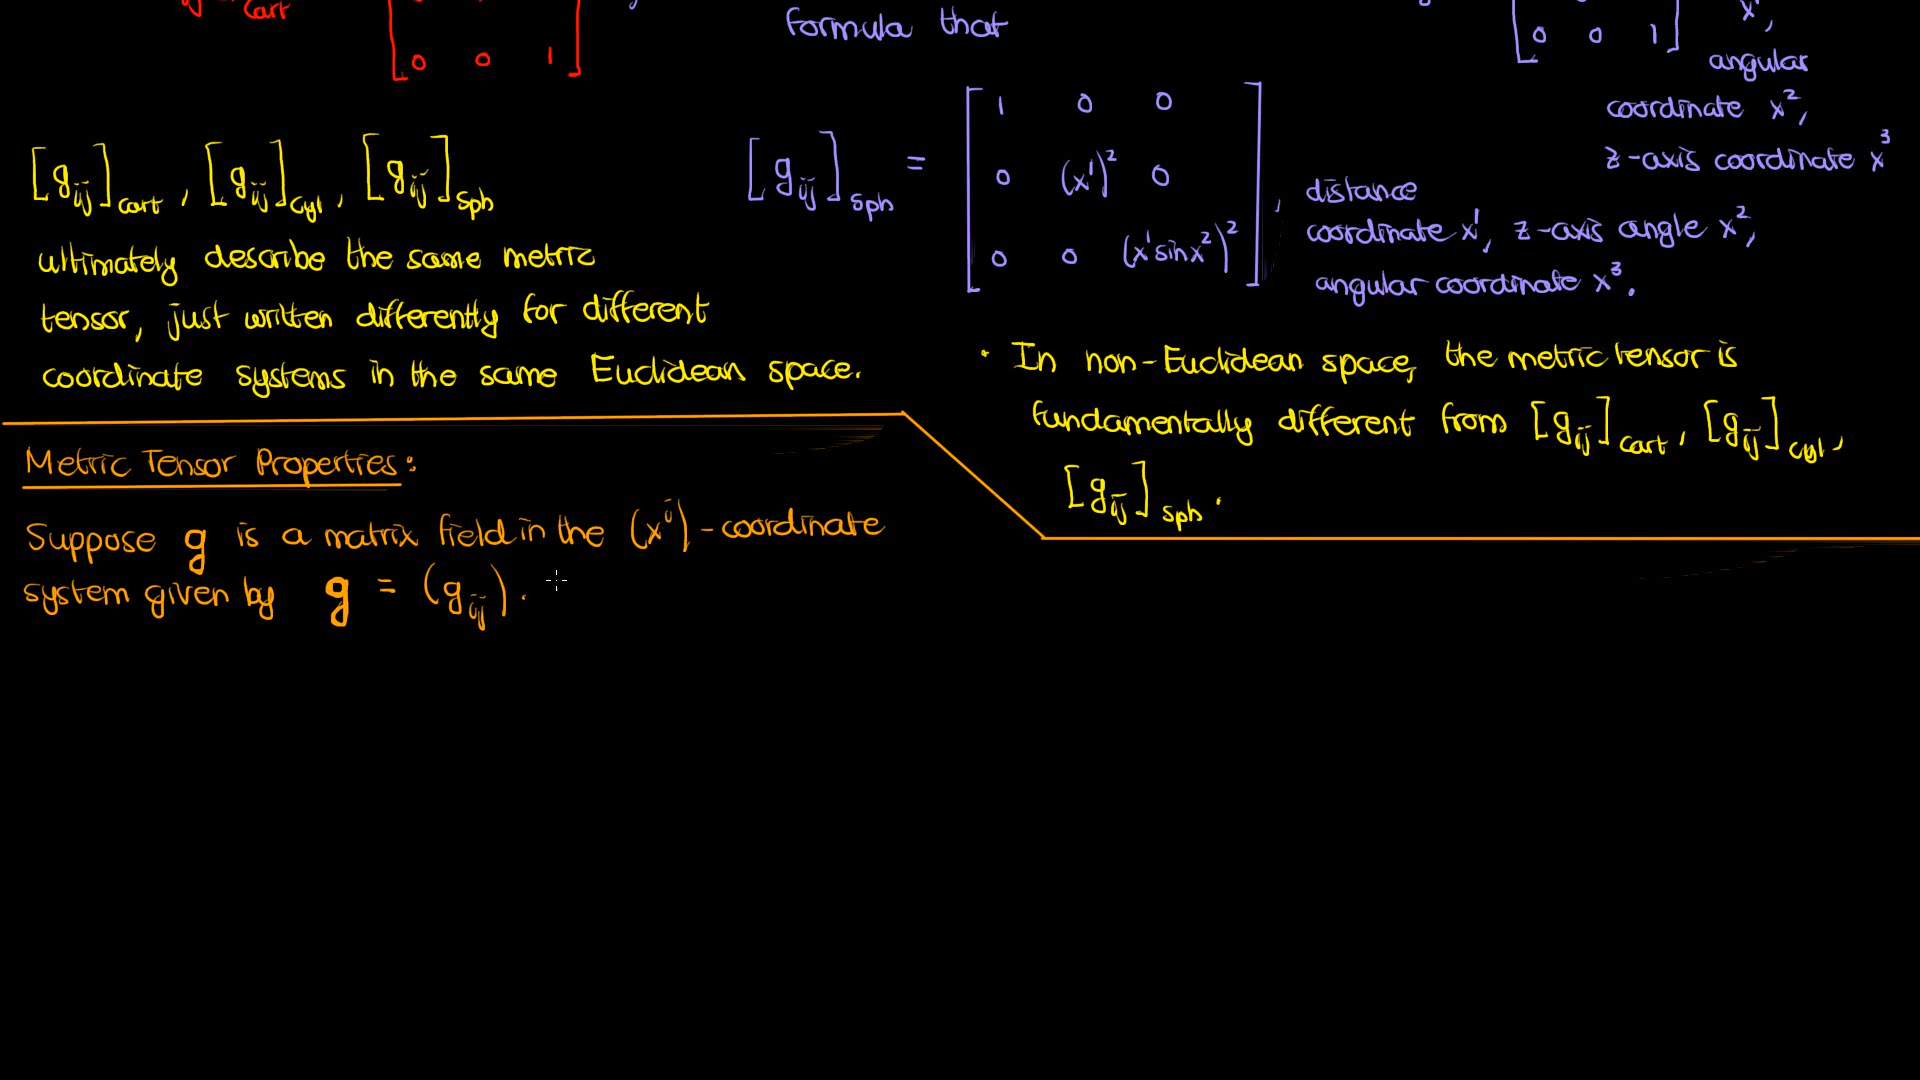 cart
0 0 1
formula that
0 0 1
x',
angular
coordinate x²,
z-axis coordinate x³
[g_ij]_cart, [g_ij]_cyl, [g_ij]_sph
ultimately describe the same metric
tensor, just written differently for different
coordinate systems in the same Euclidean space.
[g_ij]_sph =
1 0 0
0 (x¹)² 0
0 0 (x¹ sin x²)²
, distance
coordinate x¹, z-axis angle x²,
angular coordinate x³.
• In non-Euclidean space, the metric tensor is
fundamentally different from [g_ij]_cart, [g_ij]_cyl,
[g_ij]_sph.
Metric Tensor Properties:
Suppose g is a matrix field in the (xⁱ)-coordinate
system given by g = (g_ij).